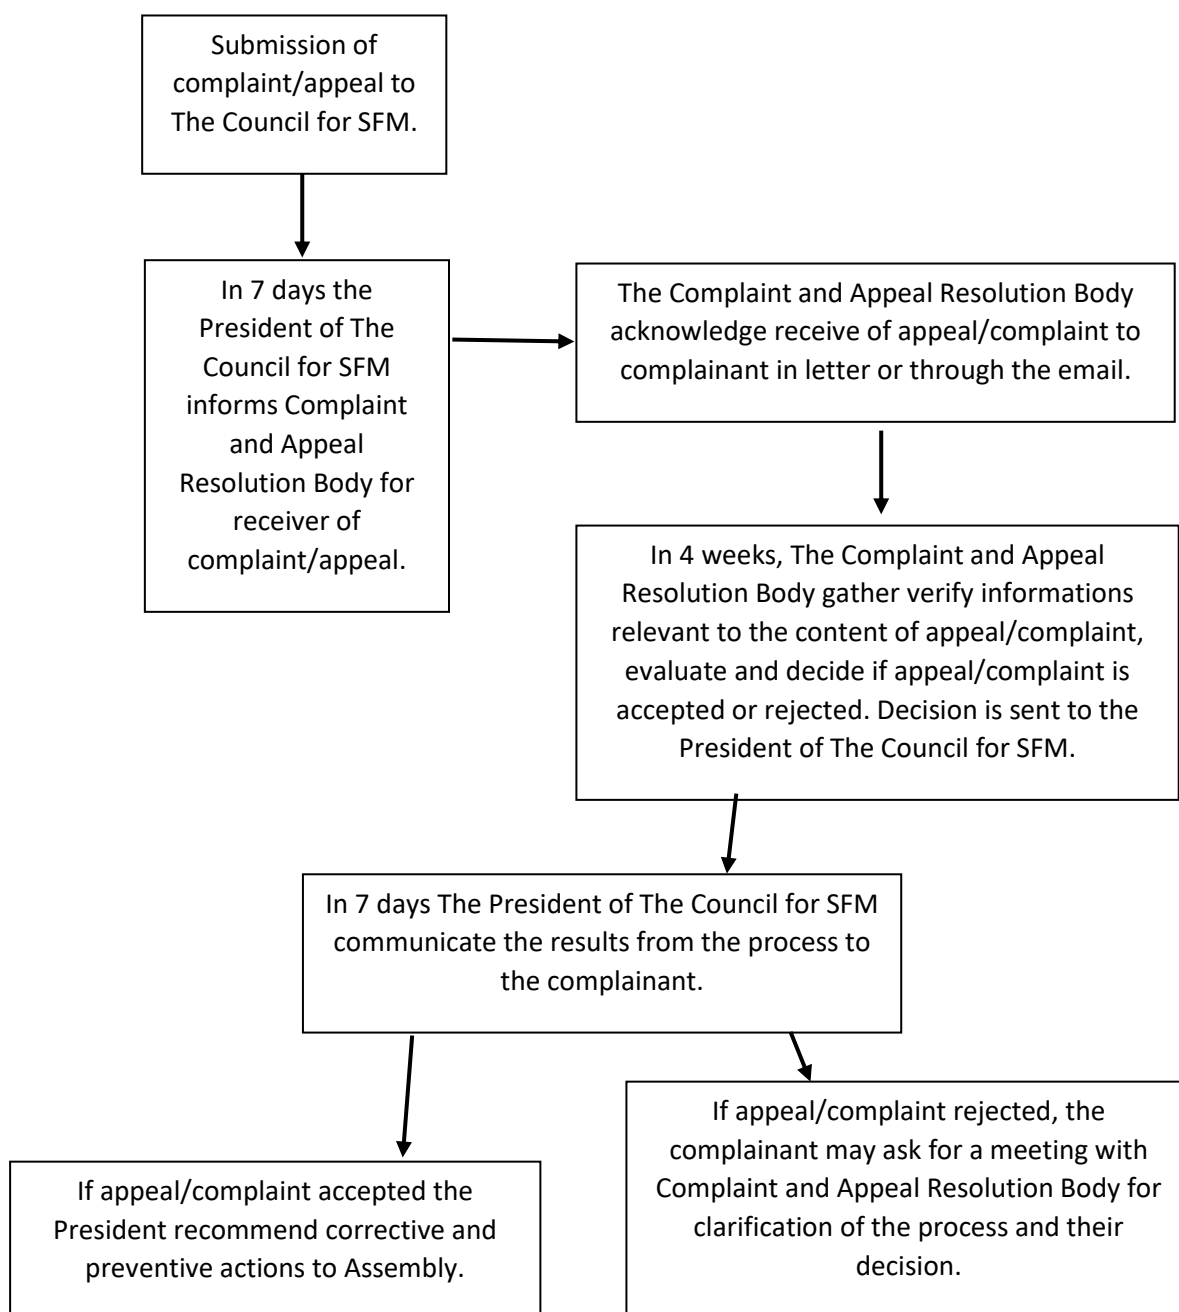 Submission of
complaint/appeal to
The Council for SFM.
In 7 days the
President of The
Council for SFM
informs Complaint
and Appeal
Resolution Body for
receiver of
complaint/appeal.
The Complaint and Appeal Resolution Body
acknowledge receive of appeal/complaint to
complainant in letter or through the email.
In 4 weeks, The Complaint and Appeal
Resolution Body gather verify informations
relevant to the content of appeal/complaint,
evaluate and decide if appeal/complaint is
accepted or rejected. Decision is sent to the
President of The Council for SFM.
In 7 days The President of The Council for SFM
communicate the results from the process to
the complainant.
If appeal/complaint accepted the
President recommend corrective and
preventive actions to Assembly.
If appeal/complaint rejected, the
complainant may ask for a meeting with
Complaint and Appeal Resolution Body for
clarification of the process and their
decision.